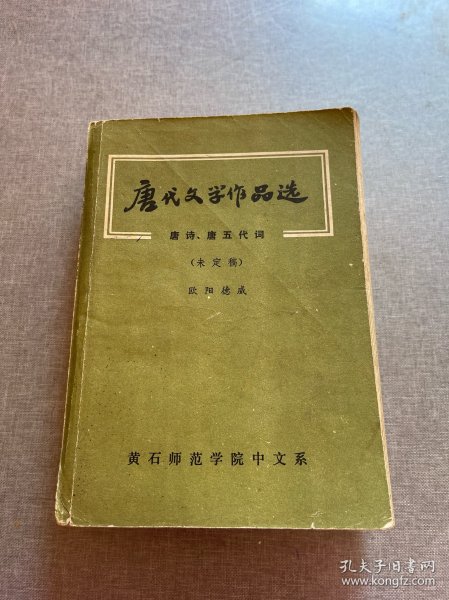 唐代文学作品选
唐诗、唐五代词
(未定稿)
欧阳德威
黄石师范学院中文系
孔夫子旧书网
www.kongfz.com